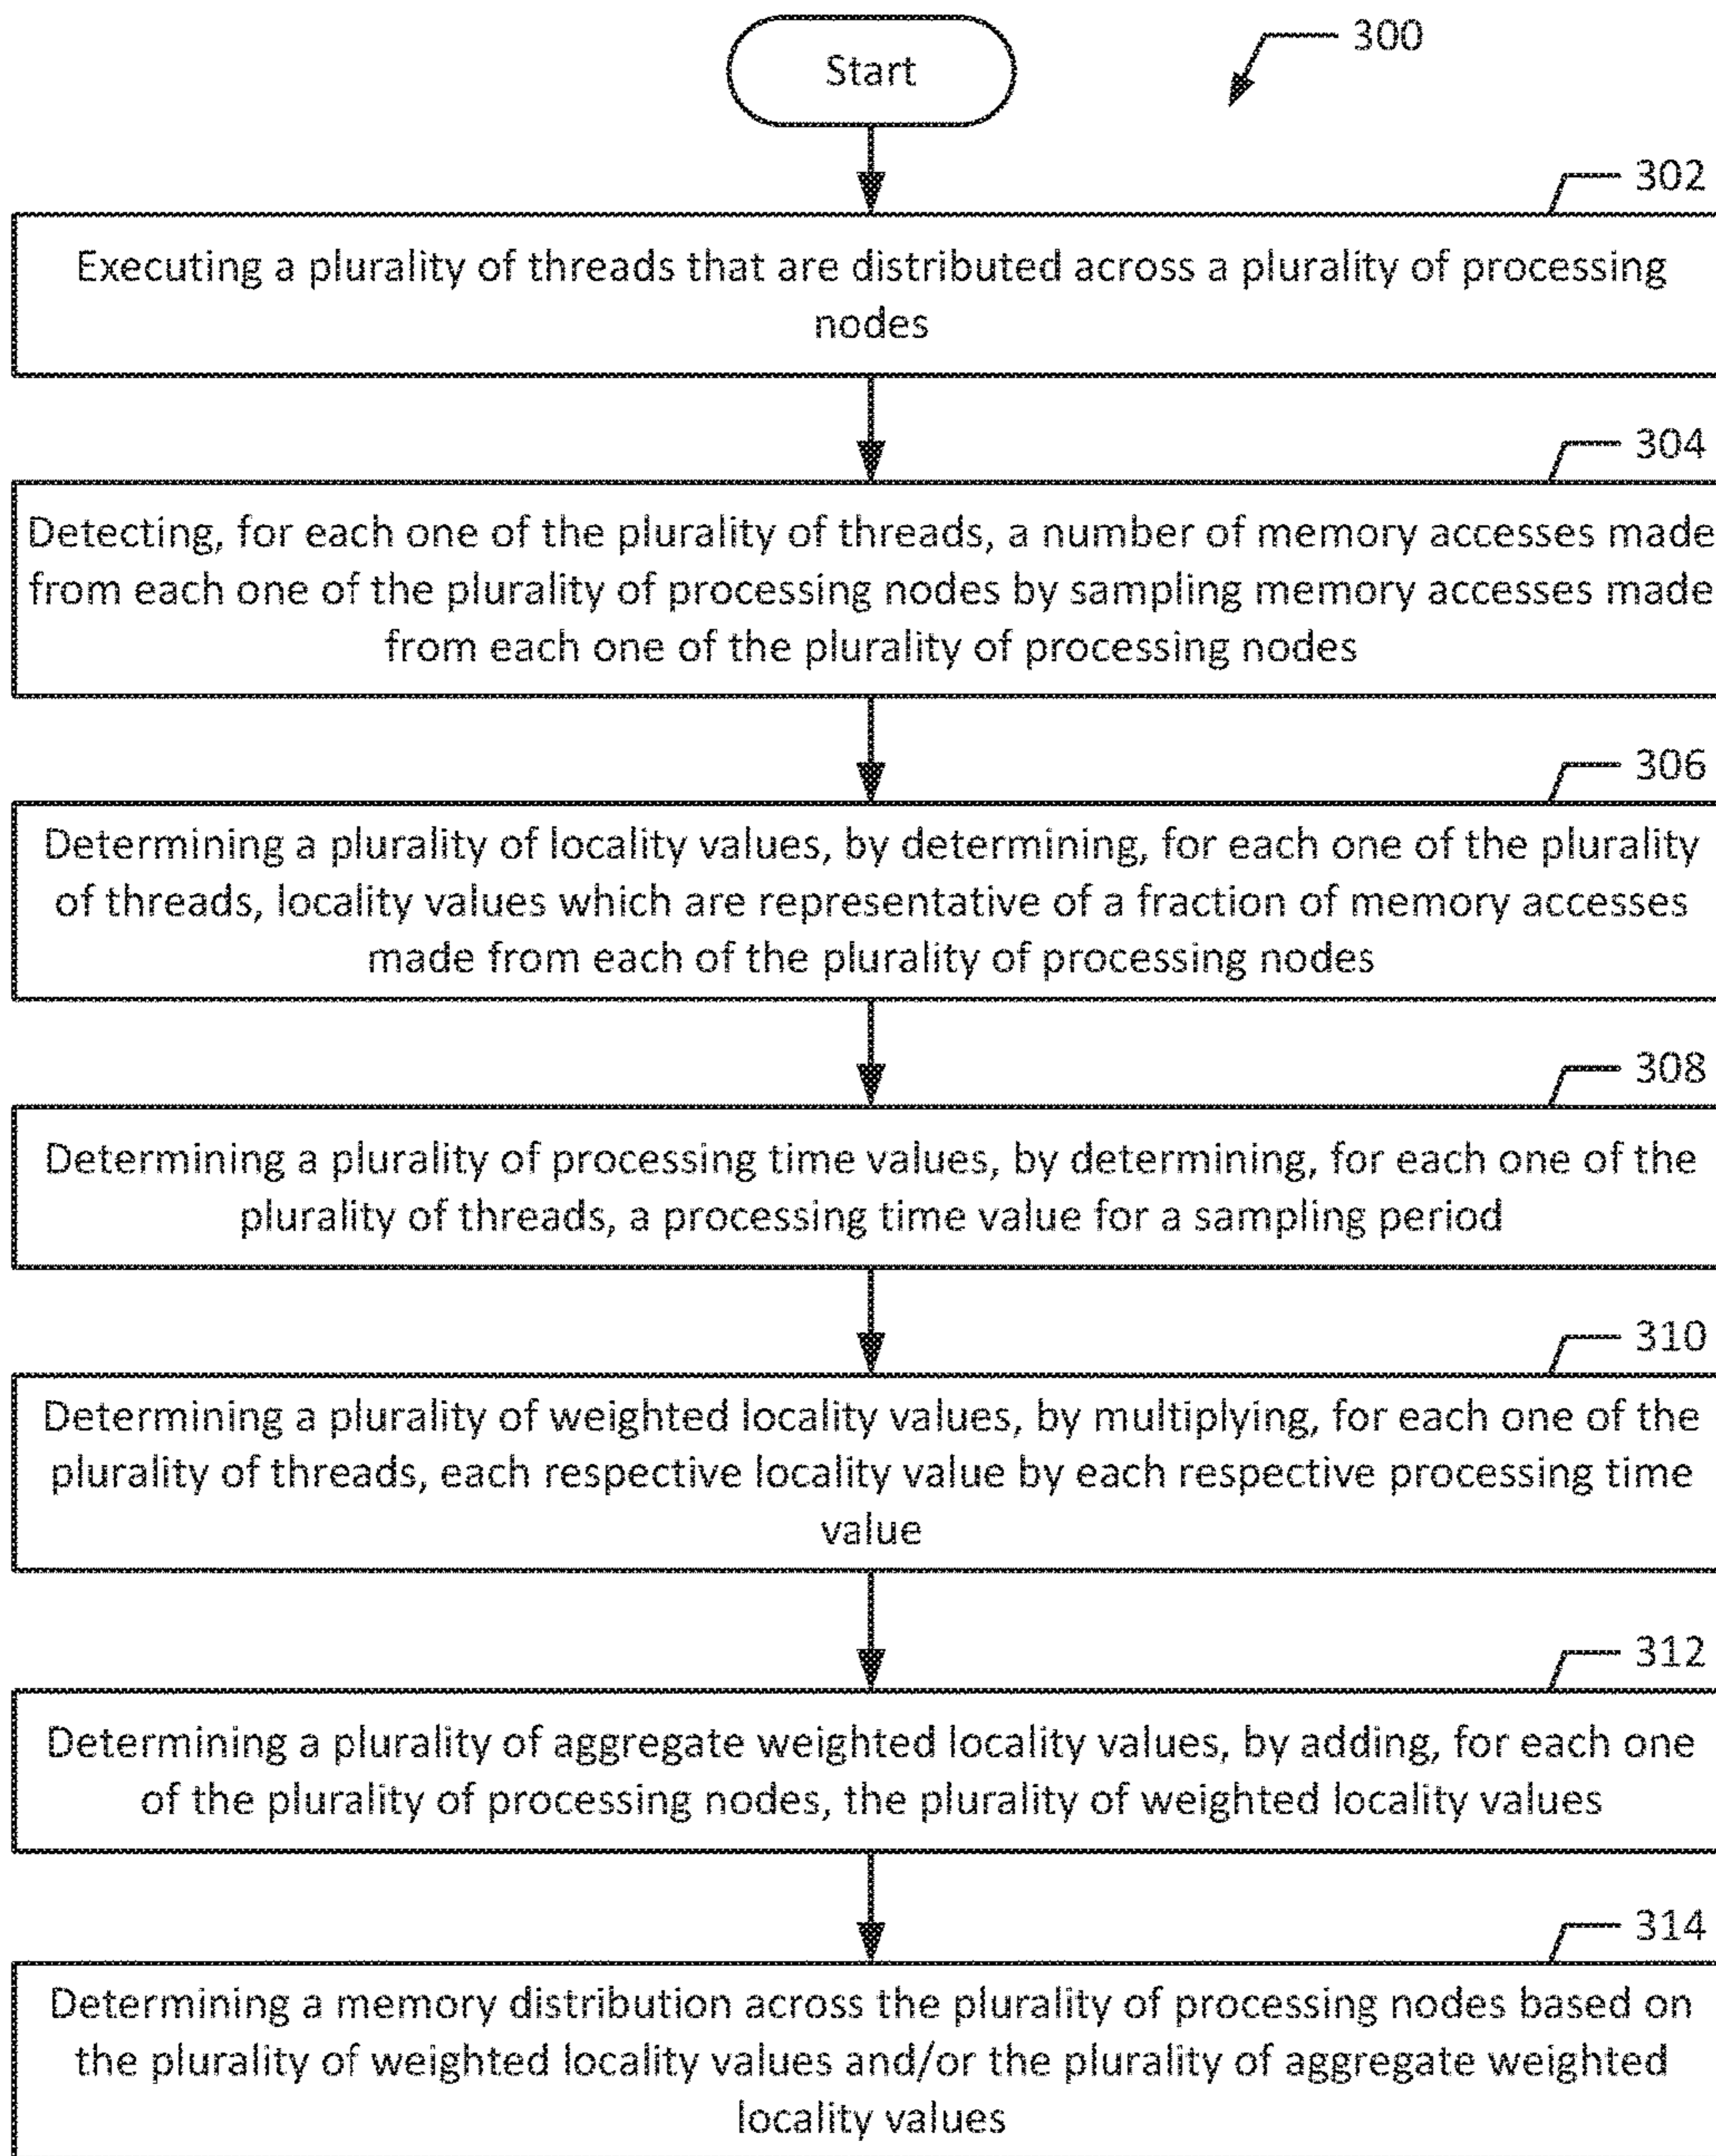 Start
300
302
Executing a plurality of threads that are distributed across a plurality of processing
nodes
304
Detecting, for each one of the plurality of threads, a number of memory accesses made
from each one of the plurality of processing nodes by sampling memory accesses made
from each one of the plurality of processing nodes
306
Determining a plurality of locality values, by determining, for each one of the plurality
of threads, locality values which are representative of a fraction of memory accesses
made from each of the plurality of processing nodes
308
Determining a plurality of processing time values, by determining, for each one of the
plurality of threads, a processing time value for a sampling period
310
Determining a plurality of weighted locality values, by multiplying, for each one of the
plurality of threads, each respective locality value by each respective processing time
value
312
Determining a plurality of aggregate weighted locality values, by adding, for each one
of the plurality of processing nodes, the plurality of weighted locality values
314
Determining a memory distribution across the plurality of processing nodes based on
the plurality of weighted locality values and/or the plurality of aggregate weighted
locality values